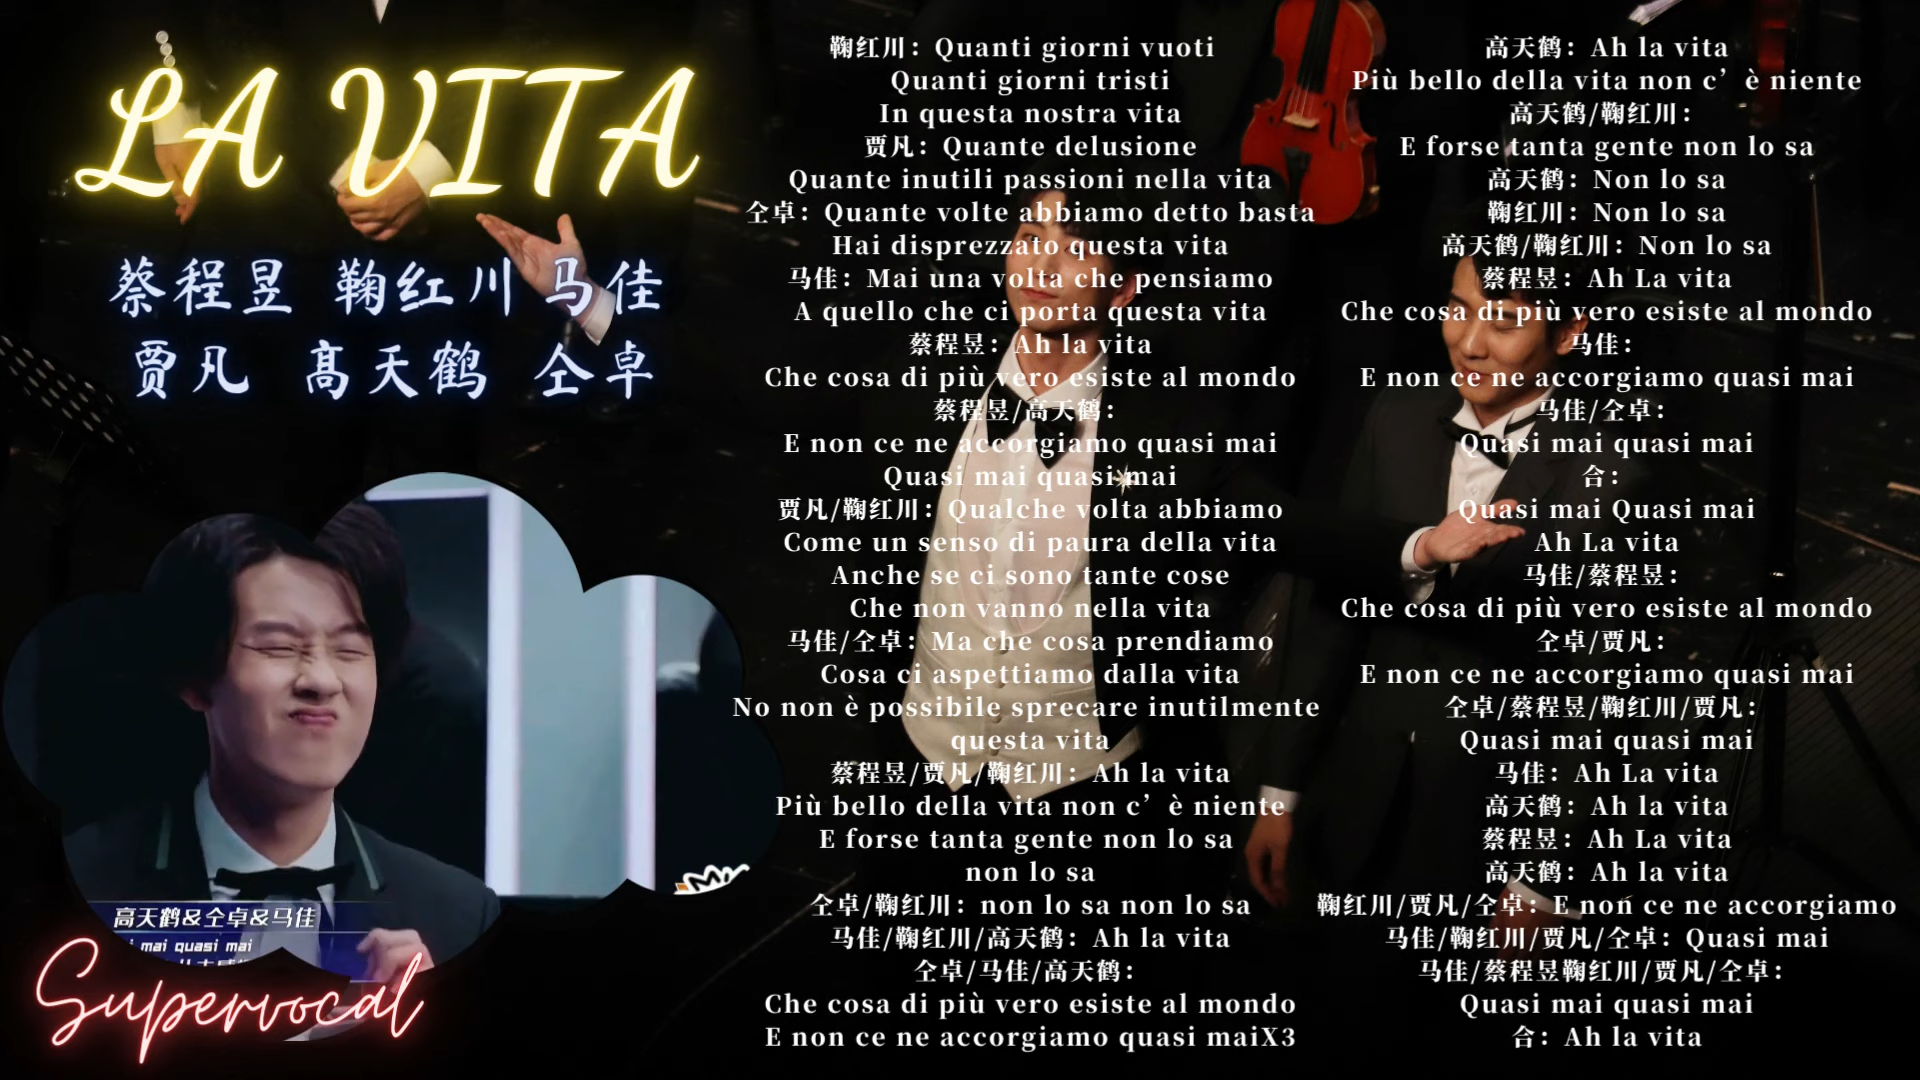 LA VITA
蔡程昱 鞠红川 马佳
贾凡 高天鹤 仝卓
高天鹤&仝卓&马佳
i mai quasi mai
Supervocal
鞠红川：Quanti giorni vuoti
Quanti giorni tristi
In questa nostra vita
贾凡：Quante delusione
Quante inutili passioni nella vita
仝卓：Quante volte abbiamo detto basta
Hai disprezzato questa vita
马佳：Mai una volta che pensiamo
A quello che ci porta questa vita
蔡程昱：Ah la vita
Che cosa di più vero esiste al mondo
蔡程昱/高天鹤：
E non ce ne accorgiamo quasi mai
Quasi mai quasi mai
贾凡/鞠红川：Qualche volta abbiamo
Come un senso di paura della vita
Anche se ci sono tante cose
Che non vanno nella vita
马佳/仝卓：Ma che cosa prendiamo
Cosa ci aspettiamo dalla vita
No non è possibile sprecare inutilmente
questa vita
蔡程昱/贾凡/鞠红川：Ah la vita
Più bello della vita non c’è niente
E forse tanta gente non lo sa
non lo sa
仝卓/鞠红川：non lo sa non lo sa
马佳/鞠红川/高天鹤：Ah la vita
仝卓/马佳/高天鹤：
Che cosa di più vero esiste al mondo
E non ce ne accorgiamo quasi maiX3
高天鹤：Ah la vita
Più bello della vita non c’è niente
高天鹤/鞠红川：
E forse tanta gente non lo sa
高天鹤：Non lo sa
鞠红川：Non lo sa
高天鹤/鞠红川：Non lo sa
蔡程昱：Ah La vita
Che cosa di più vero esiste al mondo
马佳：
E non ce ne accorgiamo quasi mai
马佳/仝卓：
Quasi mai quasi mai
合：
Quasi mai Quasi mai
Ah La vita
马佳/蔡程昱：
Che cosa di più vero esiste al mondo
仝卓/贾凡：
E non ce ne accorgiamo quasi mai
仝卓/蔡程昱/鞠红川/贾凡：
Quasi mai quasi mai
马佳：Ah La vita
高天鹤：Ah la vita
蔡程昱：Ah La vita
高天鹤：Ah la vita
鞠红川/贾凡/仝卓：E non ce ne accorgiamo
马佳/鞠红川/贾凡/仝卓：Quasi mai
马佳/蔡程昱鞠红川/贾凡/仝卓：
Quasi mai quasi mai
合：Ah la vita